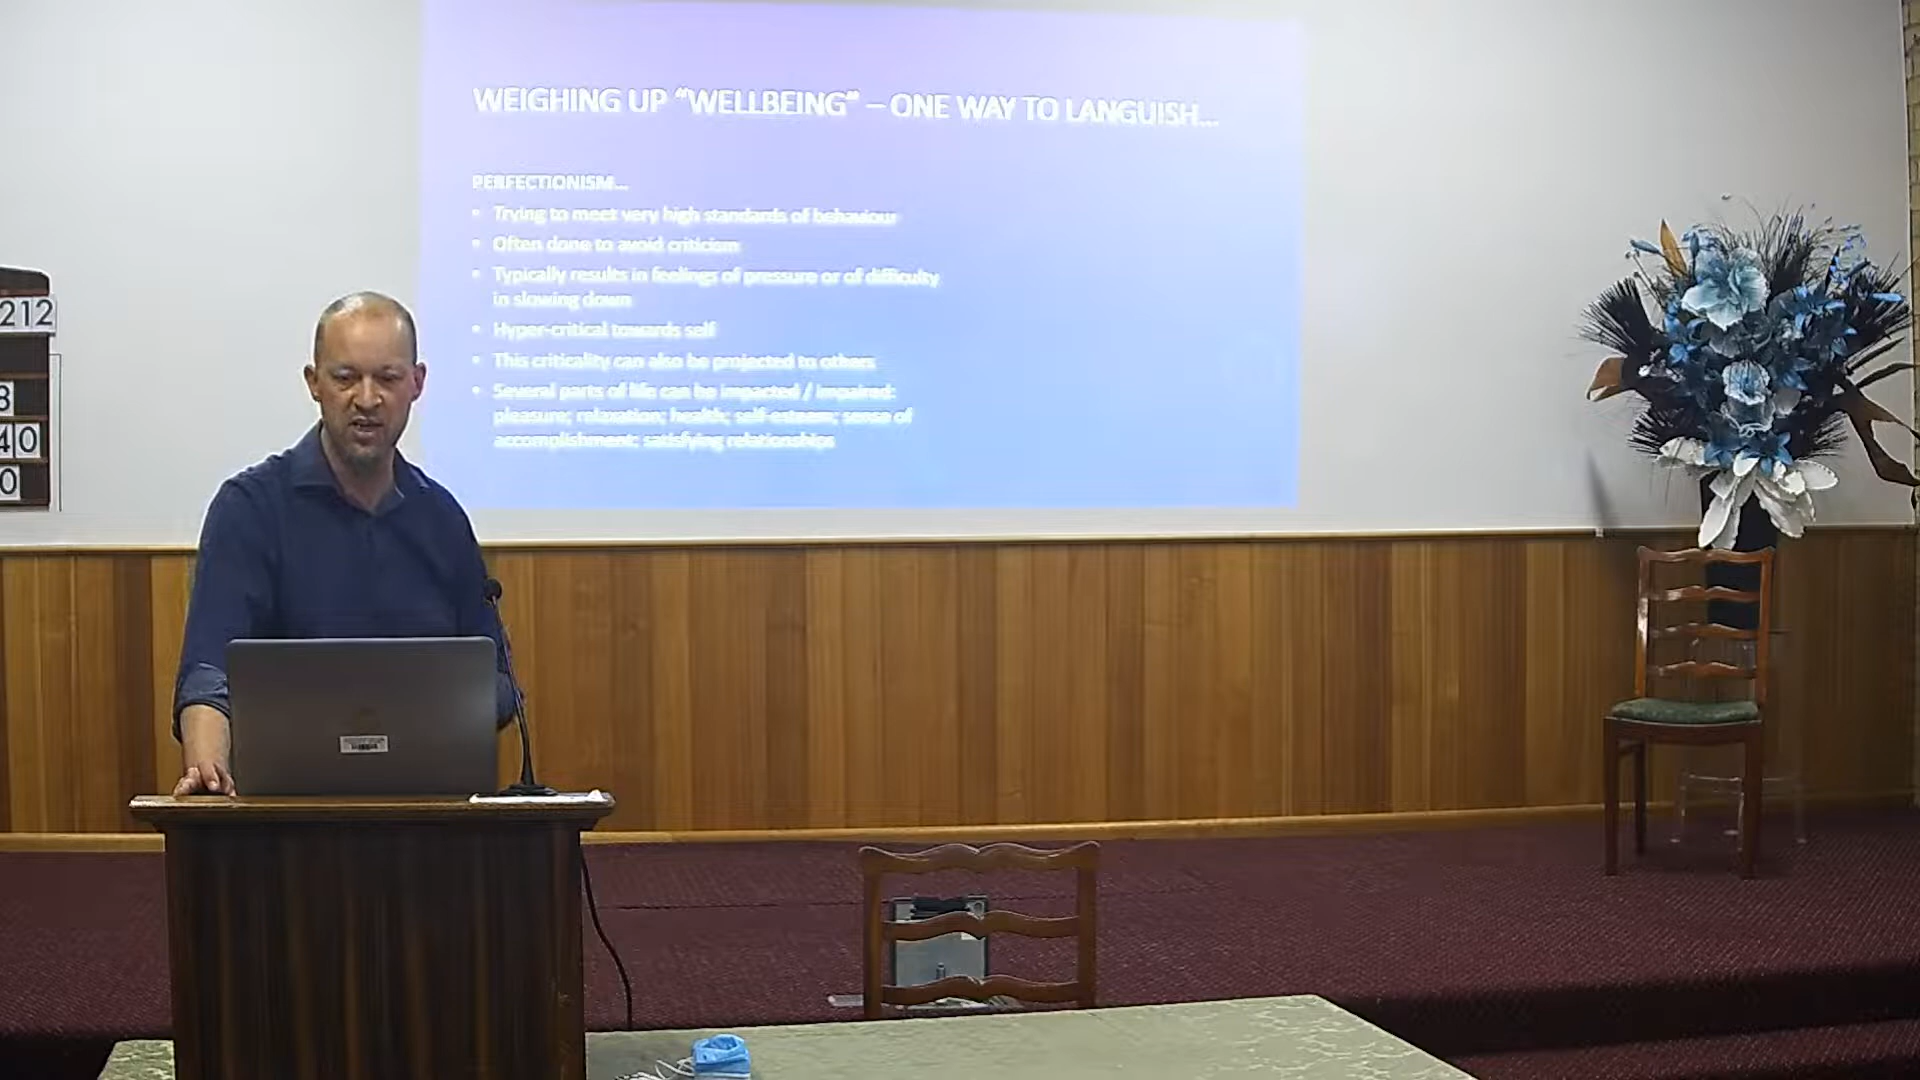 WEIGHING UP “WELLBEING” – ONE WAY TO LANGUISH...
PERFECTIONISM...
• Trying to meet very high standards of behaviour
• Often done to avoid criticism
• Typically results in feelings of pressure or of difficulty
in slowing down
• Hyper-critical towards self
• This criticality can also be projected to others
• Several parts of life can be impacted / impaired:
pleasure; relaxation; health; self-esteem; sense of
accomplishment; satisfying relationships
212
8
40
0